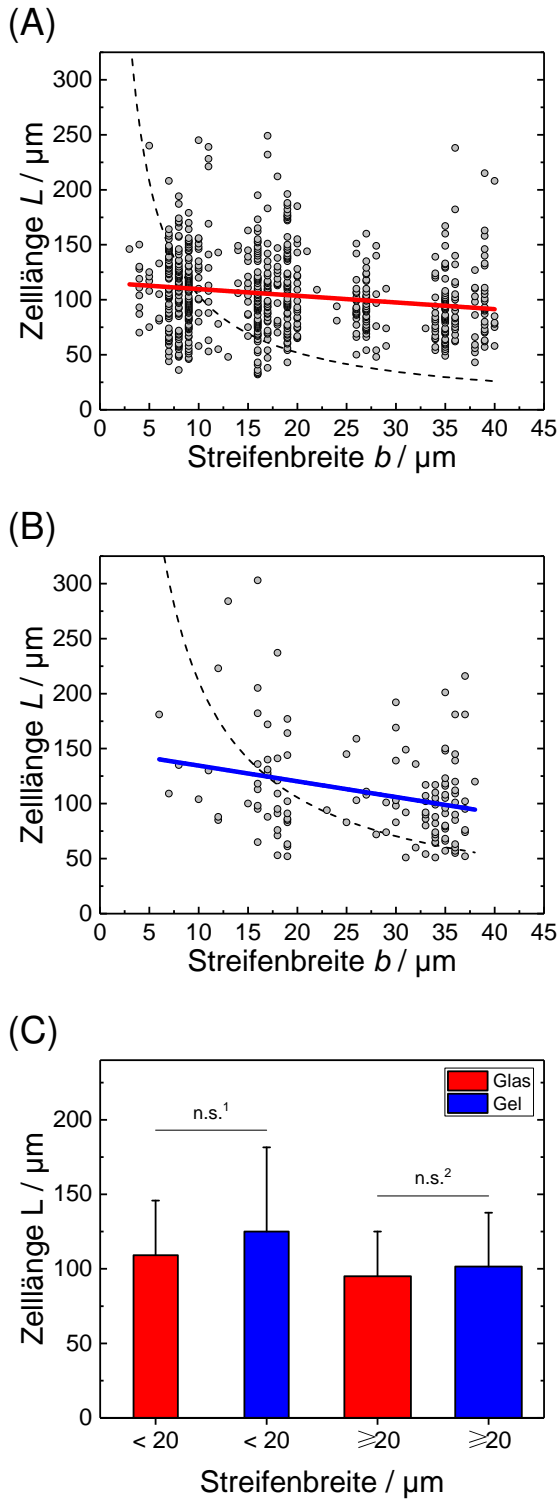 (A)
300
250
200
150
100
50
0
0 5 10 15 20 25 30 35 40 45
Zelllänge L / µm
Streifenbreite b / µm
(B)
300
250
200
150
100
50
0
0 5 10 15 20 25 30 35 40 45
Zelllänge L / µm
Streifenbreite b / µm
(C)
Glas
Gel
n.s.¹
n.s.²
200
150
100
50
0
Zelllänge L / µm
< 20 < 20 ⩾20 ⩾20
Streifenbreite / µm